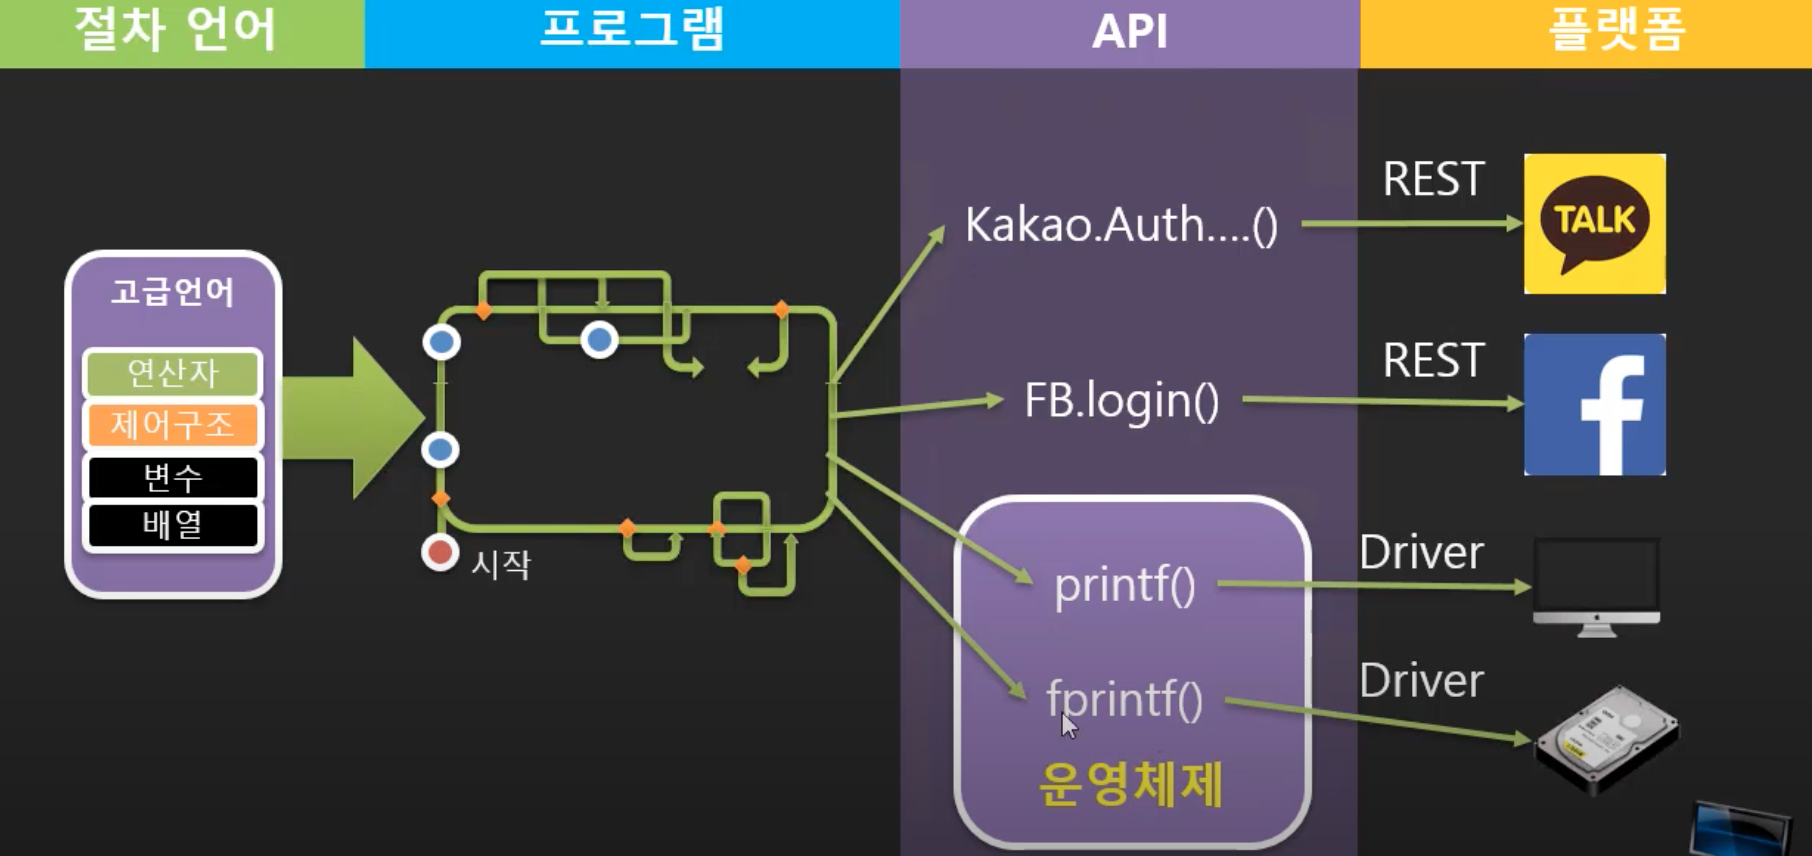 절차 언어
프로그램
API
플랫폼
고급언어
연산자
제어구조
변수
배열
시작
Kakao.Auth....()
REST
TALK
FB.login()
REST
f
printf()
Driver
fprintf()
Driver
운영체제